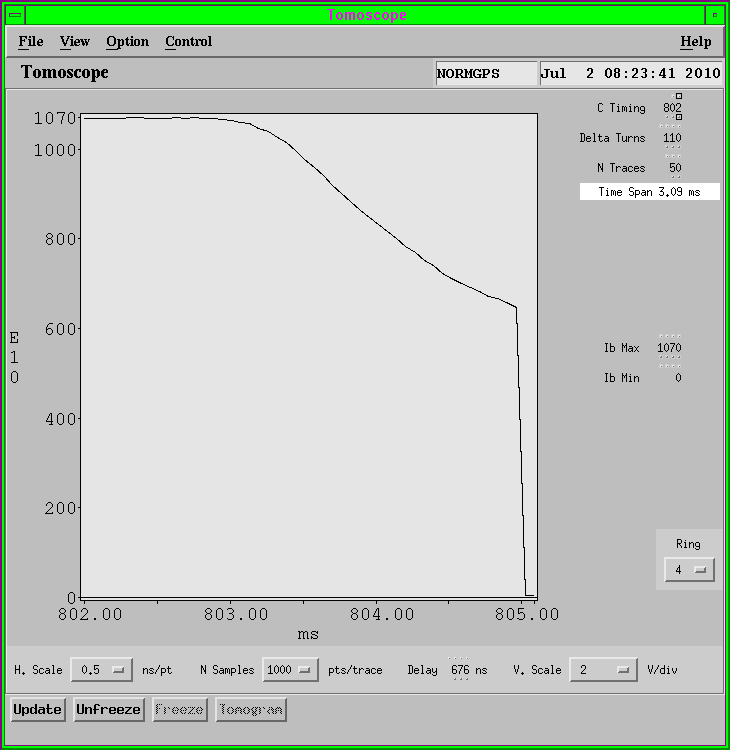 Tomoscope
File View Option Control Help
Tomoscope NORMGPS Jul 2 08:23:41 2010
C Timing 802
Delta Turns 110
N Traces 50
Time Span 3.09 ms
1070
1000
800
600
400
200
0
E10
802.00 803.00 804.00 805.00
ms
Ib Max 1070
Ib Min 0
Ring
4
H. Scale 0.5 ns/pt N Samples 1000 pts/trace Delay 676 ns V. Scale 2 V/div
Update Unfreeze Freeze Tomogram